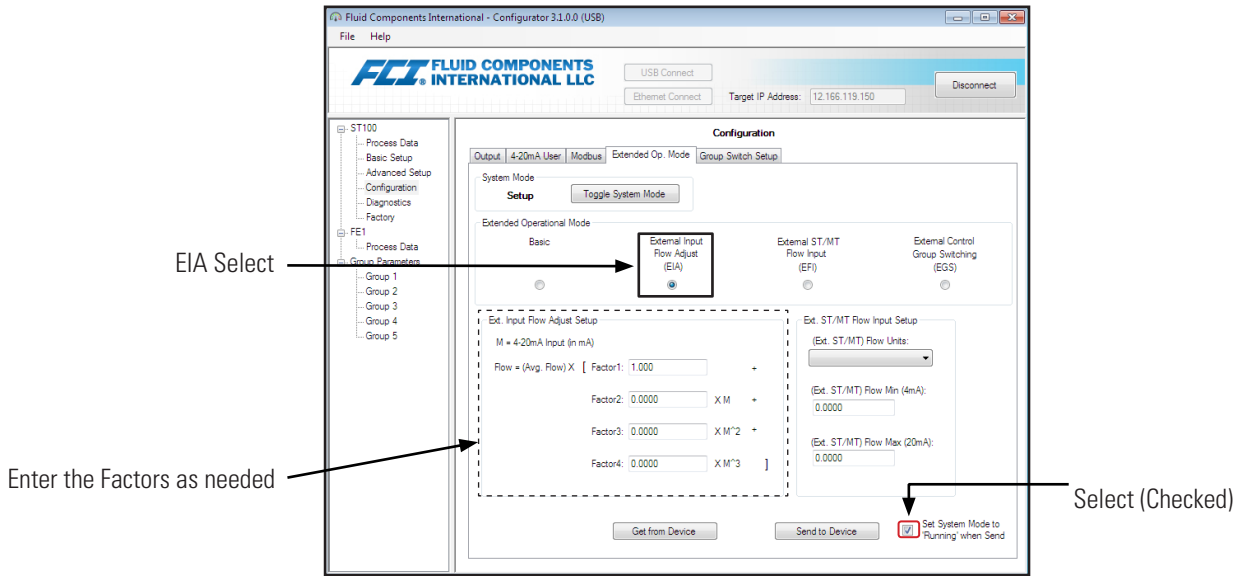 Fluid Components International - Configurator 3.1.0.0 (USB)
File Help
FCI® FLUID COMPONENTS
INTERNATIONAL LLC
USB Connect
Ethernet Connect
Target IP Address: 12.166.119.150
Disconnect
ST100
Process Data
Basic Setup
Advanced Setup
Configuration
Diagnostics
Factory
FE1
Process Data
Group Parameters
Group 1
Group 2
Group 3
Group 4
Group 5
Configuration
Output 4-20mA User Modbus Extended Op. Mode Group Switch Setup
System Mode
Setup Toggle System Mode
Extended Operational Mode
Basic
External Input
Flow Adjust
(EIA)
External ST/MT
Flow Input
(EFI)
External Control
Group Switching
(EGS)
Ext. Input Flow Adjust Setup
M = 4-20mA Input (in mA)
Flow = (Avg. Flow) X [ Factor1: 1.000 +
Factor2: 0.0000 X M +
Factor3: 0.0000 X M^2 +
Factor4: 0.0000 X M^3 ]
Ext. ST/MT Flow Input Setup
(Ext. ST/MT) Flow Units:
(Ext. ST/MT) Flow Min (4mA):
0.0000
(Ext. ST/MT) Flow Max (20mA):
0.0000
Get from Device
Send to Device
Set System Mode to
'Running' when Send
EIA Select
Enter the Factors as needed
Select (Checked)